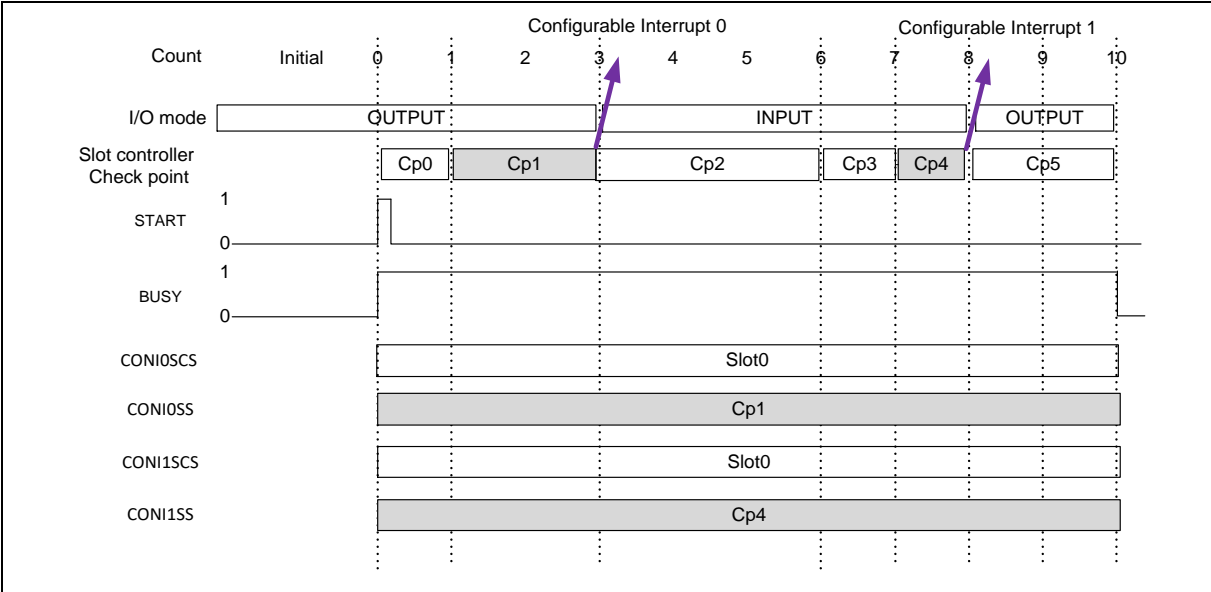 Configurable Interrupt 0 Configurable Interrupt 1
Count Initial 0 1 2 3 4 5 6 7 8 9 10
I/O mode OUTPUT INPUT OUTPUT
Slot controller
Check point Cp0 Cp1 Cp2 Cp3 Cp4 Cp5
1
START
0
1
BUSY
0
CONI0SCS Slot0
CONI0SS Cp1
CONI1SCS Slot0
CONI1SS Cp4